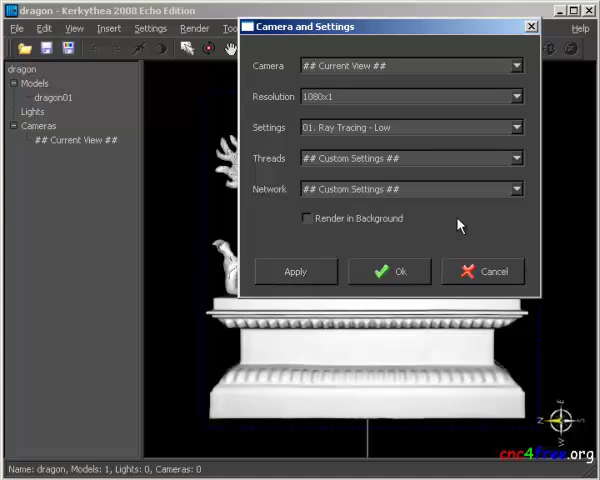 dragon - Kerkythea 2008 Echo Edition
File Edit View Insert Settings Render Help
dragon
Models
dragon01
Lights
Cameras
## Current View ##
Camera and Settings
Camera ## Current View ##
Resolution 1080x1
Settings 01. Ray Tracing - Low
Threads ## Custom Settings ##
Network ## Custom Settings ##
Render in Background
Apply Ok Cancel
E
N S
W
cnc4free.org
Name: dragon, Models: 1, Lights: 0, Cameras: 0